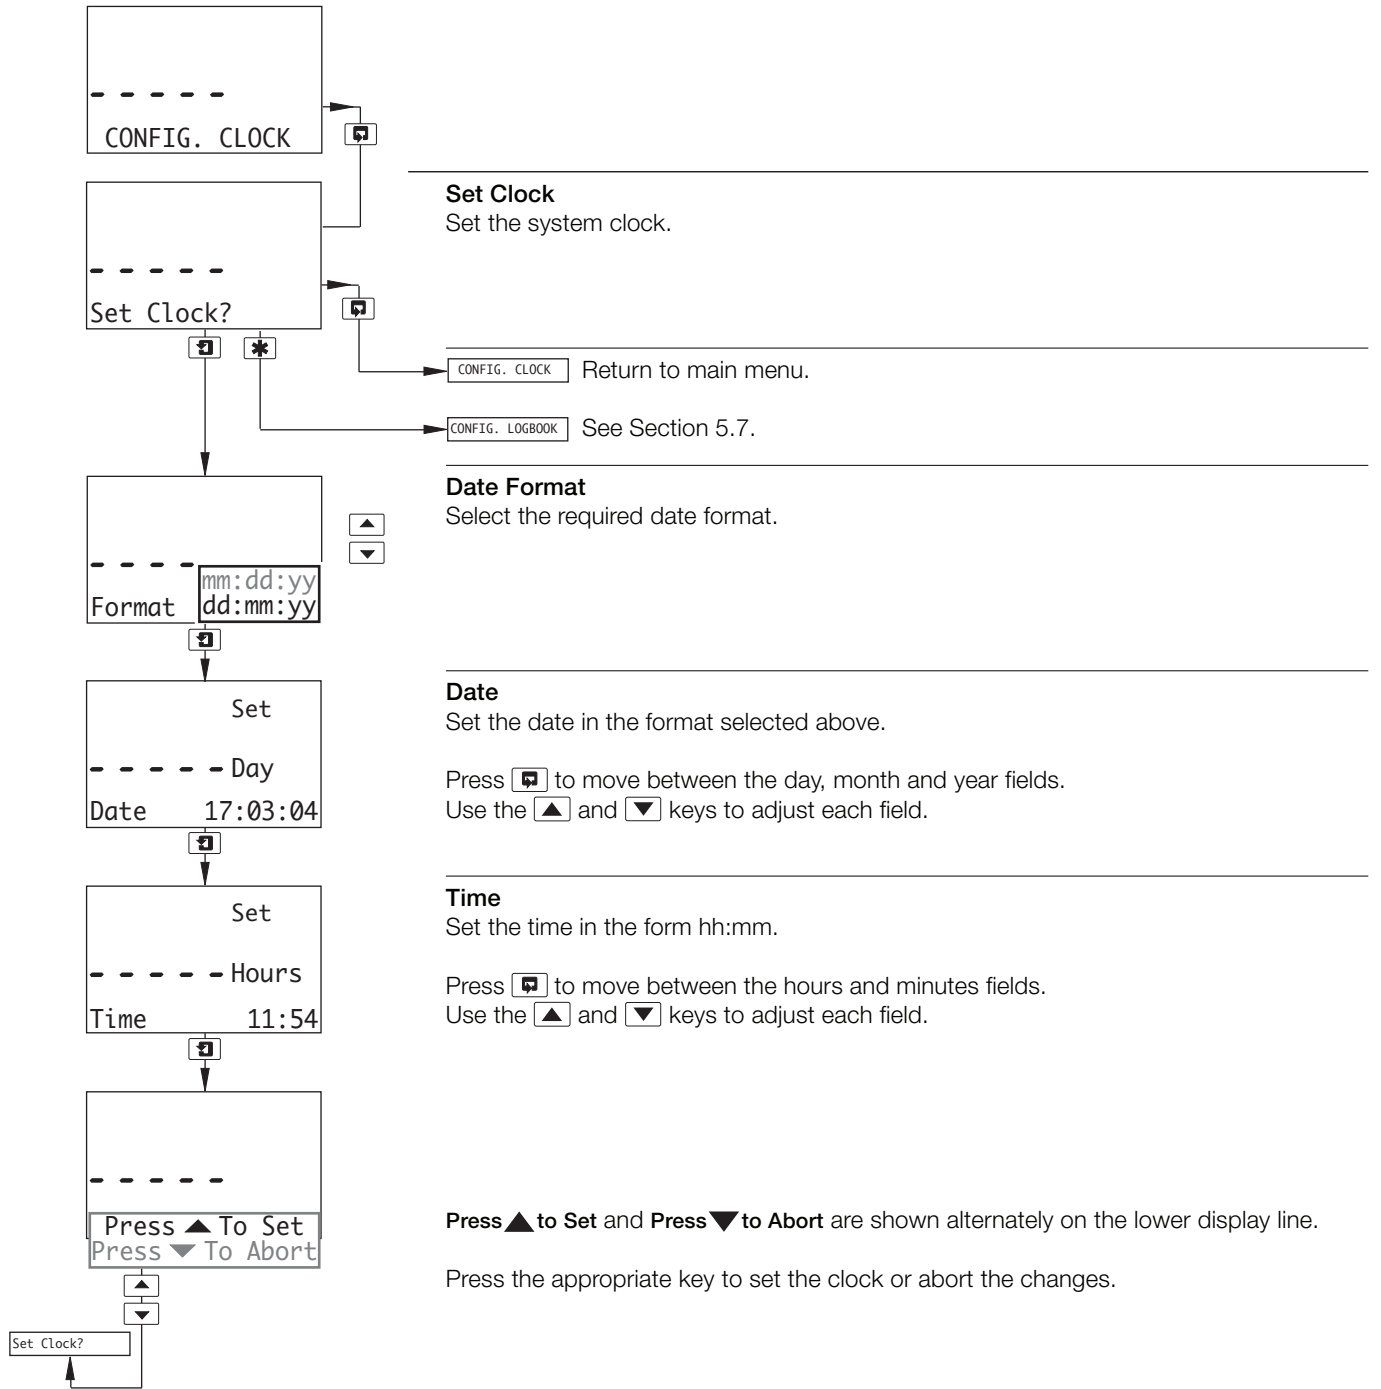 CONFIG. CLOCK
Set Clock
Set the system clock.
Set Clock?
CONFIG. CLOCK Return to main menu.
CONFIG. LOGBOOK See Section 5.7.
Date Format
Select the required date format.
mm:dd:yy
Format dd:mm:yy
Date
Set the date in the format selected above.
Set
Day
Date 17:03:04
Press to move between the day, month and year fields.
Use the ▲ and ▼ keys to adjust each field.
Time
Set the time in the form hh:mm.
Set
Hours
Time 11:54
Press to move between the hours and minutes fields.
Use the ▲ and ▼ keys to adjust each field.
Press ▲ To Set
Press ▼ To Abort
Press ▲ to Set and Press ▼ to Abort are shown alternately on the lower display line.
Press the appropriate key to set the clock or abort the changes.
Set Clock?